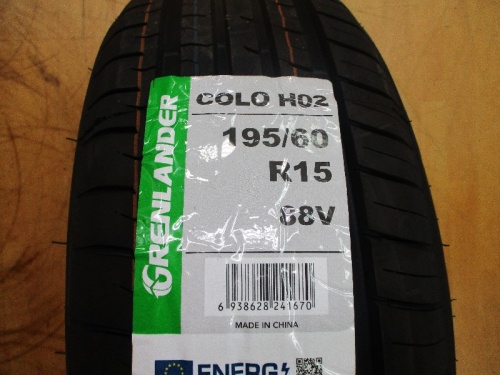 GRENLANDER
COLO H02
195/60
R15
88V
6 938628 241670
MADE IN CHINA
ENERG